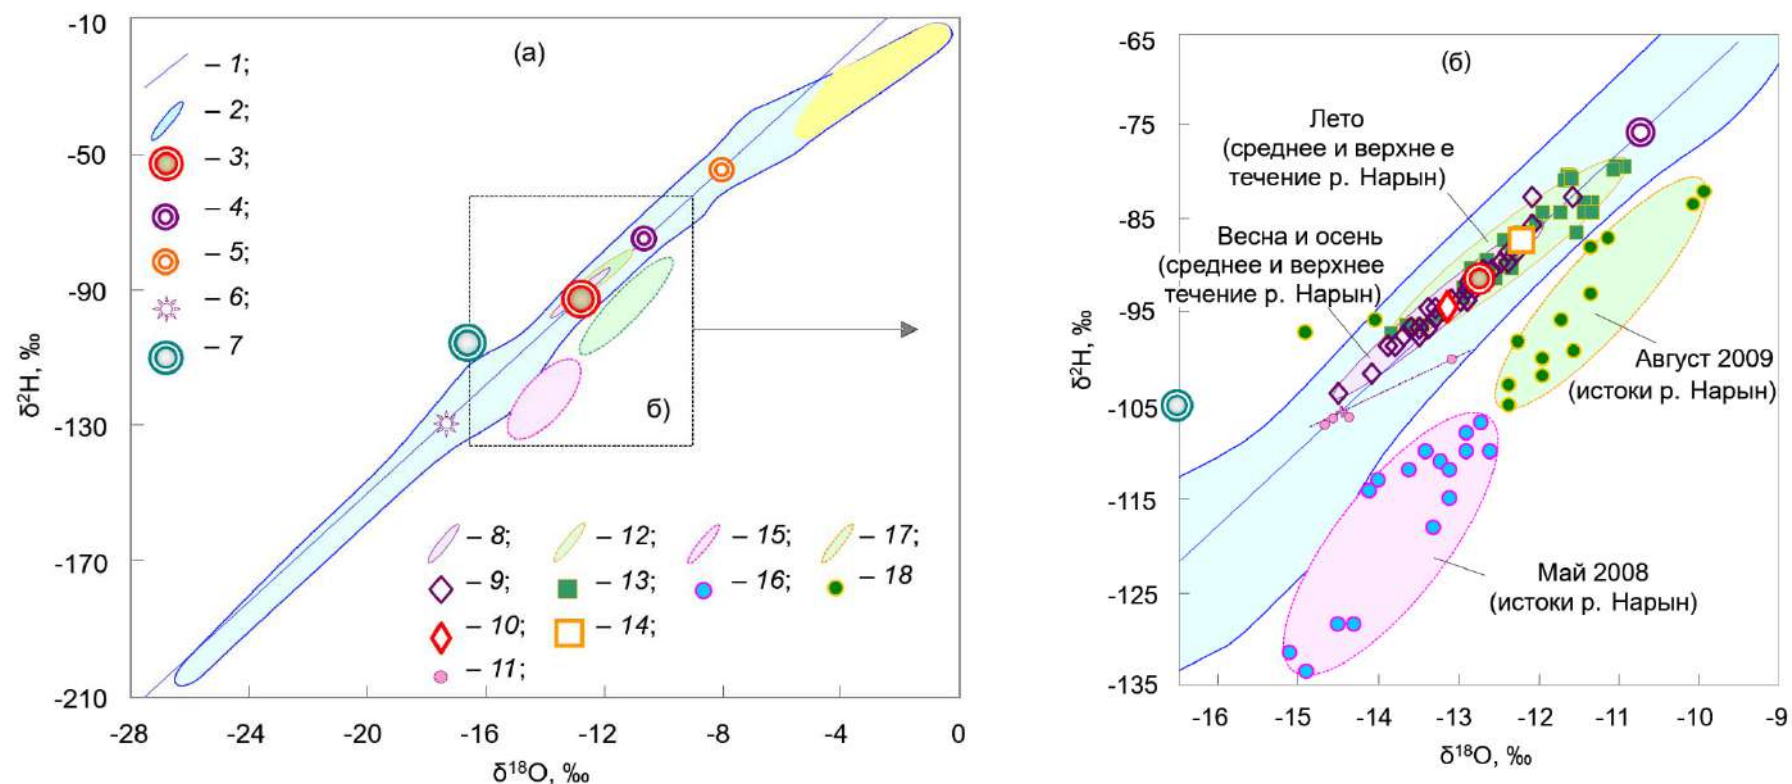 (а)
-10
-50
-90
-130
-170
-210
δ²H, ‰
– 1;
– 2;
– 3;
– 4;
– 5;
– 6;
– 7
б)
– 8;
– 9;
– 10;
– 11;
– 12;
– 13;
– 14;
– 15;
– 16;
– 17;
– 18
-28
-24
-20
-16
-12
-8
-4
0
δ¹⁸O, ‰
(б)
-65
-75
-85
-95
-105
-115
-125
-135
δ²H, ‰
Лето
(среднее и верхне е
течение р. Нарын)
Весна и осень
(среднее и верхнее
течение р. Нарын)
Август 2009
(истоки р. Нарын)
Май 2008
(истоки р. Нарын)
-16
-15
-14
-13
-12
-11
-10
-9
δ¹⁸O, ‰